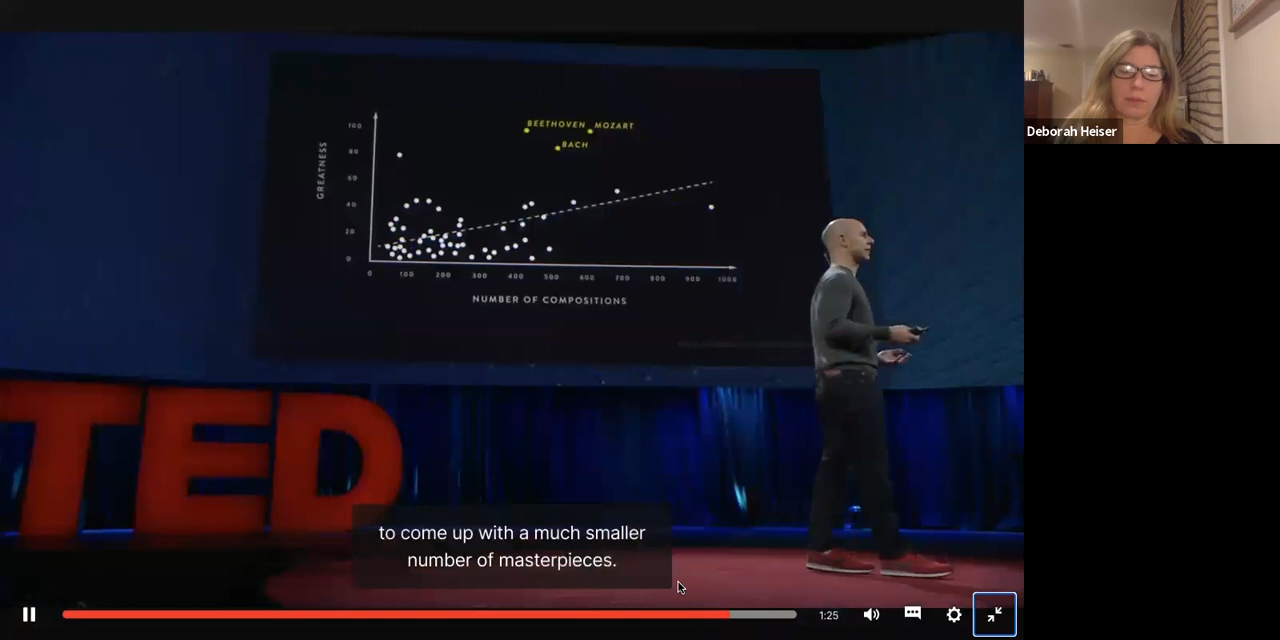 Deborah Heiser
BEETHOVEN MOZART
BACH
GREATNESS
100
80
60
40
20
0
0 100 200 300 400 500 600 700 800 900 1000
NUMBER OF COMPOSITIONS
TED
to come up with a much smaller
number of masterpieces.
1:25